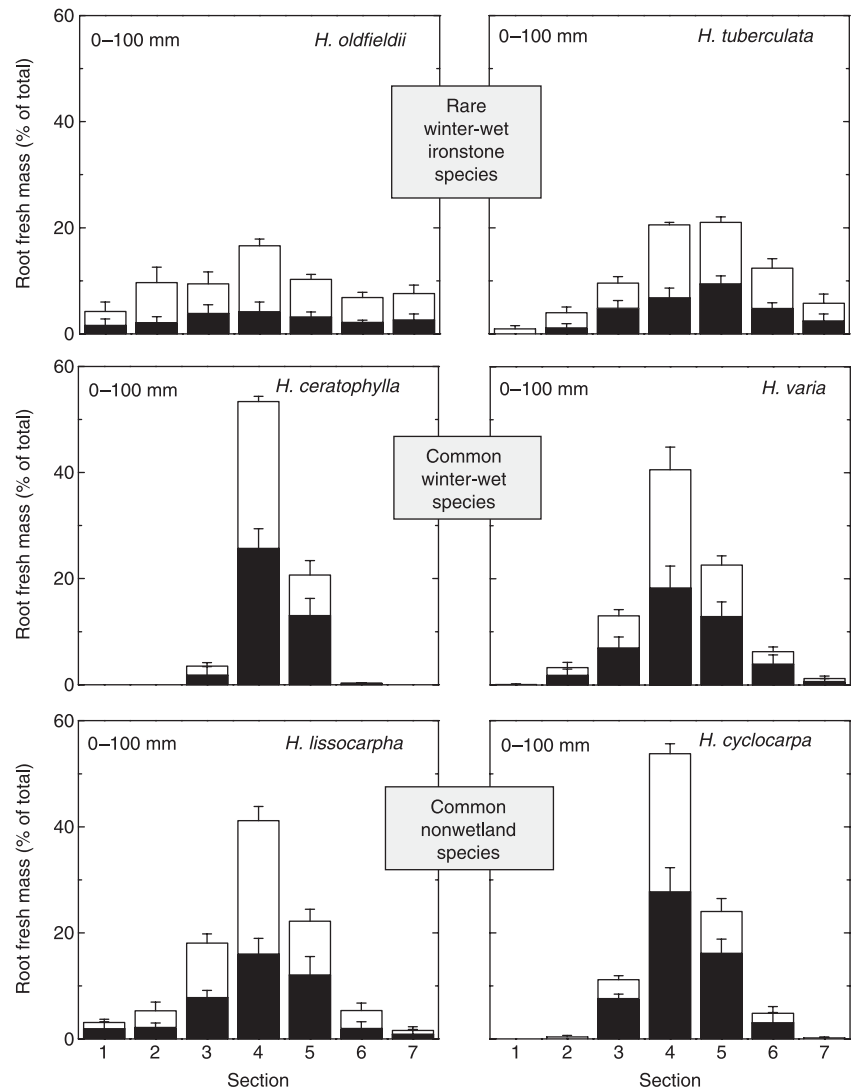 60
40
20
0
Root fresh mass (% of total)
0–100 mm
H. oldfieldii
Rare
winter-wet
ironstone
species
0–100 mm
H. tuberculata
60
40
20
0
Root fresh mass (% of total)
0–100 mm
H. ceratophylla
Common
winter-wet
species
0–100 mm
H. varia
60
40
20
0
Root fresh mass (% of total)
0–100 mm
H. lissocarpha
Common
nonwetland
species
0–100 mm
H. cyclocarpa
1 2 3 4 5 6 7
Section
1 2 3 4 5 6 7
Section